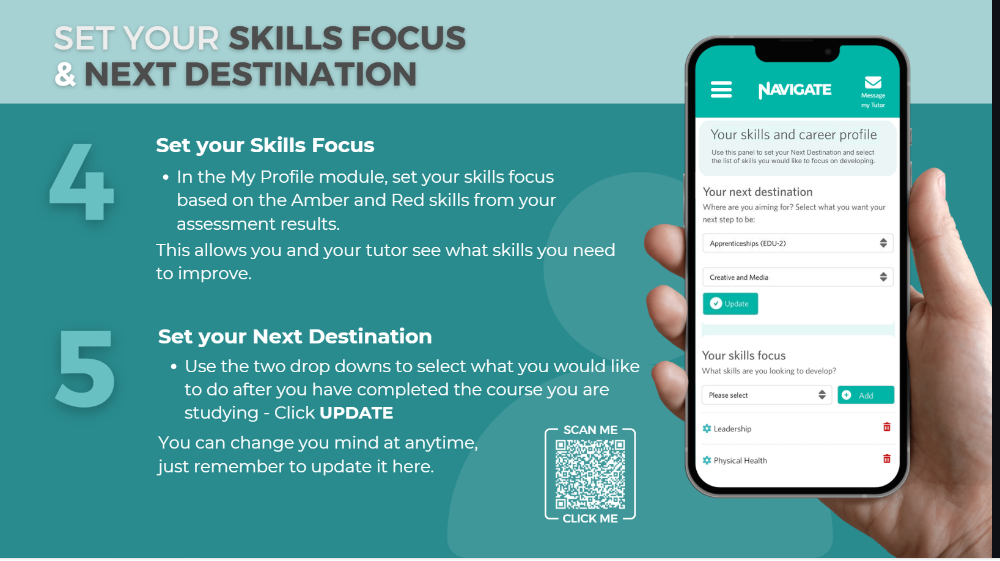 SET YOUR SKILLS FOCUS
& NEXT DESTINATION
4
Set your Skills Focus
• In the My Profile module, set your skills focus
based on the Amber and Red skills from your
assessment results.
This allows you and your tutor see what skills you need
to improve.
5
Set your Next Destination
• Use the two drop downs to select what you would like
to do after you have completed the course you are
studying - Click UPDATE
You can change you mind at anytime,
just remember to update it here.
SCAN ME
CLICK ME
NAVIGATE
Message
my Tutor
Your skills and career profile
Use this panel to set your Next Destination and select
the list of skills you would like to focus on developing.
Your next destination
Where are you aiming for? Select what you want your
next step to be:
Apprenticeships (EDU-2)
Creative and Media
Update
Your skills focus
What skills are you looking to develop?
Please select
Add
Leadership
Physical Health